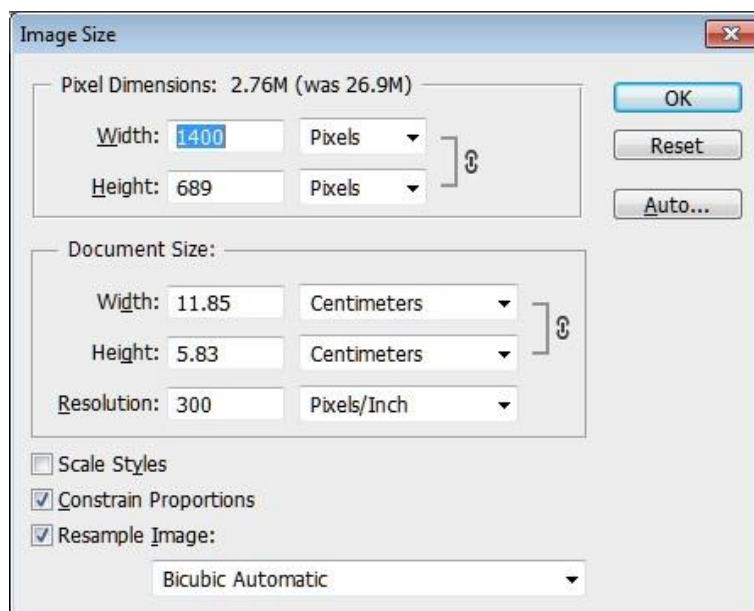 Image Size
Pixel Dimensions: 2.76M (was 26.9M)
OK
Width: 1400 Pixels
Reset
Height: 689 Pixels
Auto...
Document Size:
Width: 11.85 Centimeters
Height: 5.83 Centimeters
Resolution: 300 Pixels/Inch
Scale Styles
Constrain Proportions
Resample Image:
Bicubic Automatic